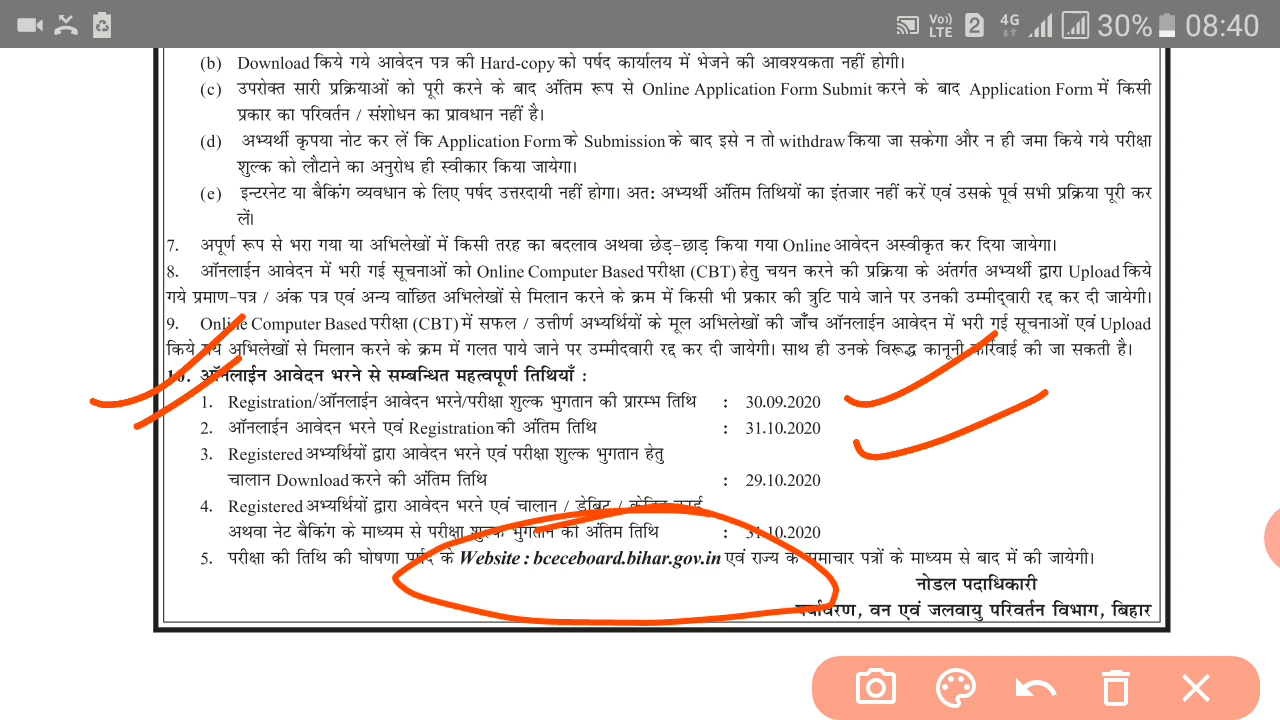 Vo)) LTE 2 4G 30% 08:40
(b) Download किये गये आवेदन पत्र की Hard-copy को पर्षद कार्यालय में भेजने की आवश्यकता नहीं होगी।
(c) उपरोक्त सारी प्रक्रियाओं को पूरी करने के बाद अंतिम रूप से Online Application Form Submit करने के बाद Application Form में किसी
प्रकार का परिवर्तन / संशोधन का प्रावधान नहीं है।
(d) अभ्यर्थी कृपया नोट कर लें कि Application Form के Submission के बाद इसे न तो withdraw किया जा सकेगा और न ही जमा किये गये परीक्षा
शुल्क को लौटाने का अनुरोध ही स्वीकार किया जायेगा।
(e) इन्टरनेट या बैकिंग व्यवधान के लिए पर्षद उत्तरदायी नहीं होगा। अतः अभ्यर्थी अंतिम तिथियों का इंतजार नहीं करें एवं उसके पूर्व सभी प्रक्रिया पूरी कर
लें।
7. अपूर्ण रूप से भरा गया या अभिलेखों में किसी तरह का बदलाव अथवा छेड़-छाड़ किया गया Online आवेदन अस्वीकृत कर दिया जायेगा।
8. ऑनलाईन आवेदन में भरी गई सूचनाओं को Online Computer Based परीक्षा (CBT) हेतु चयन करने की प्रक्रिया के अंतर्गत अभ्यर्थी द्वारा Upload किये
गये प्रमाण-पत्र / अंक पत्र एवं अन्य वांछित अभिलेखों से मिलान करने के क्रम में किसी भी प्रकार की त्रुटि पाये जाने पर उनकी उम्मीद्वारी रद्द कर दी जायेगी।
9. Online Computer Based परीक्षा (CBT) में सफल / उत्तीर्ण अभ्यर्थियों के मूल अभिलेखों की जाँच ऑनलाईन आवेदन में भरी गई सूचनाओं एवं Upload
किये गये अभिलेखों से मिलान करने के क्रम में गलत पाये जाने पर उम्मीदवारी रद्द कर दी जायेगी। साथ ही उनके विरूद्ध कानूनी कार्रवाई की जा सकती है।
10. ऑनलाईन आवेदन भरने से सम्बन्धित महत्वपूर्ण तिथियाँ :
1. Registration/ऑनलाईन आवेदन भरने/परीक्षा शुल्क भुगतान की प्रारम्भ तिथि : 30.09.2020
2. ऑनलाईन आवेदन भरने एवं Registration की अंतिम तिथि : 31.10.2020
3. Registered अभ्यर्थियों द्वारा आवेदन भरने एवं परीक्षा शुल्क भुगतान हेतु
चालान Download करने की अंतिम तिथि : 29.10.2020
4. Registered अभ्यर्थियों द्वारा आवेदन भरने एवं चालान / डेबिट / क्रेडिट कार्ड
अथवा नेट बैकिंग के माध्यम से परीक्षा शुल्क भुगतान की अंतिम तिथि : 31.10.2020
5. परीक्षा की तिथि की घोषणा पर्षद के Website : bceceboard.bihar.gov.in एवं राज्य के समाचार पत्रों के माध्यम से बाद में की जायेगी।
नोडल पदाधिकारी
पर्यावरण, वन एवं जलवायु परिवर्तन विभाग, बिहार